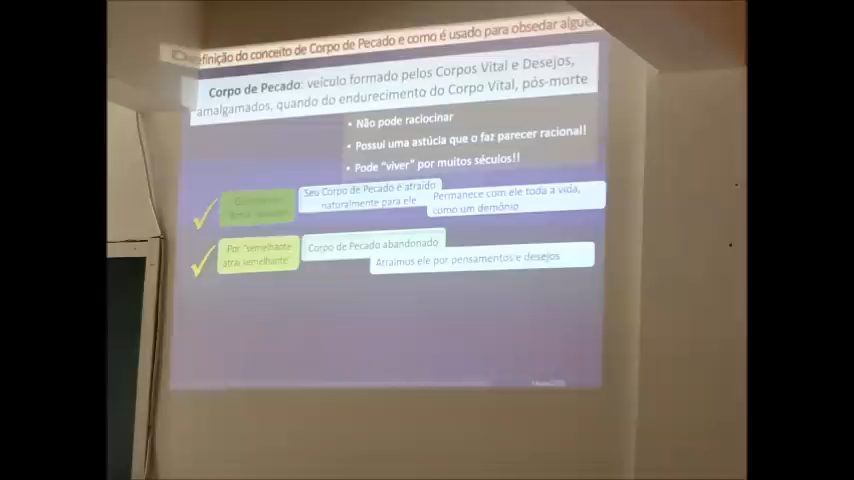 efinição do conceito de Corpo de Pecado e como é usado para obsedar algué
Corpo de Pecado: veículo formado pelos Corpos Vital e Desejos,
amalgamados, quando do endurecimento do Corpo Vital, pós-morte
• Não pode raciocinar
• Possui uma astúcia que o faz parecer racional!!
• Pode "viver" por muitos séculos!!
Seu Corpo de Pecado é atraído
naturalmente para ele
Permanece com ele toda a vida,
como um demônio
Por "semelhante
atrai semelhante"
Corpo de Pecado abandonado
Atraímos ele por pensamentos e desejos